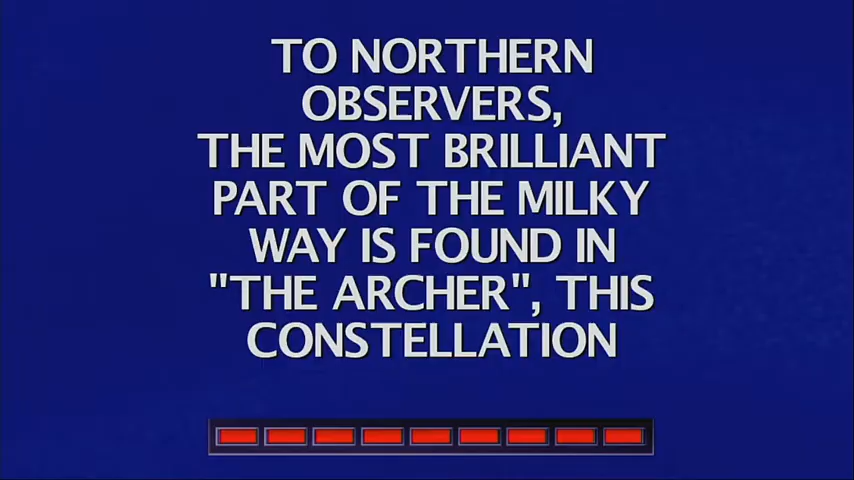 TO NORTHERN
OBSERVERS,
THE MOST BRILLIANT
PART OF THE MILKY
WAY IS FOUND IN
"THE ARCHER", THIS
CONSTELLATION